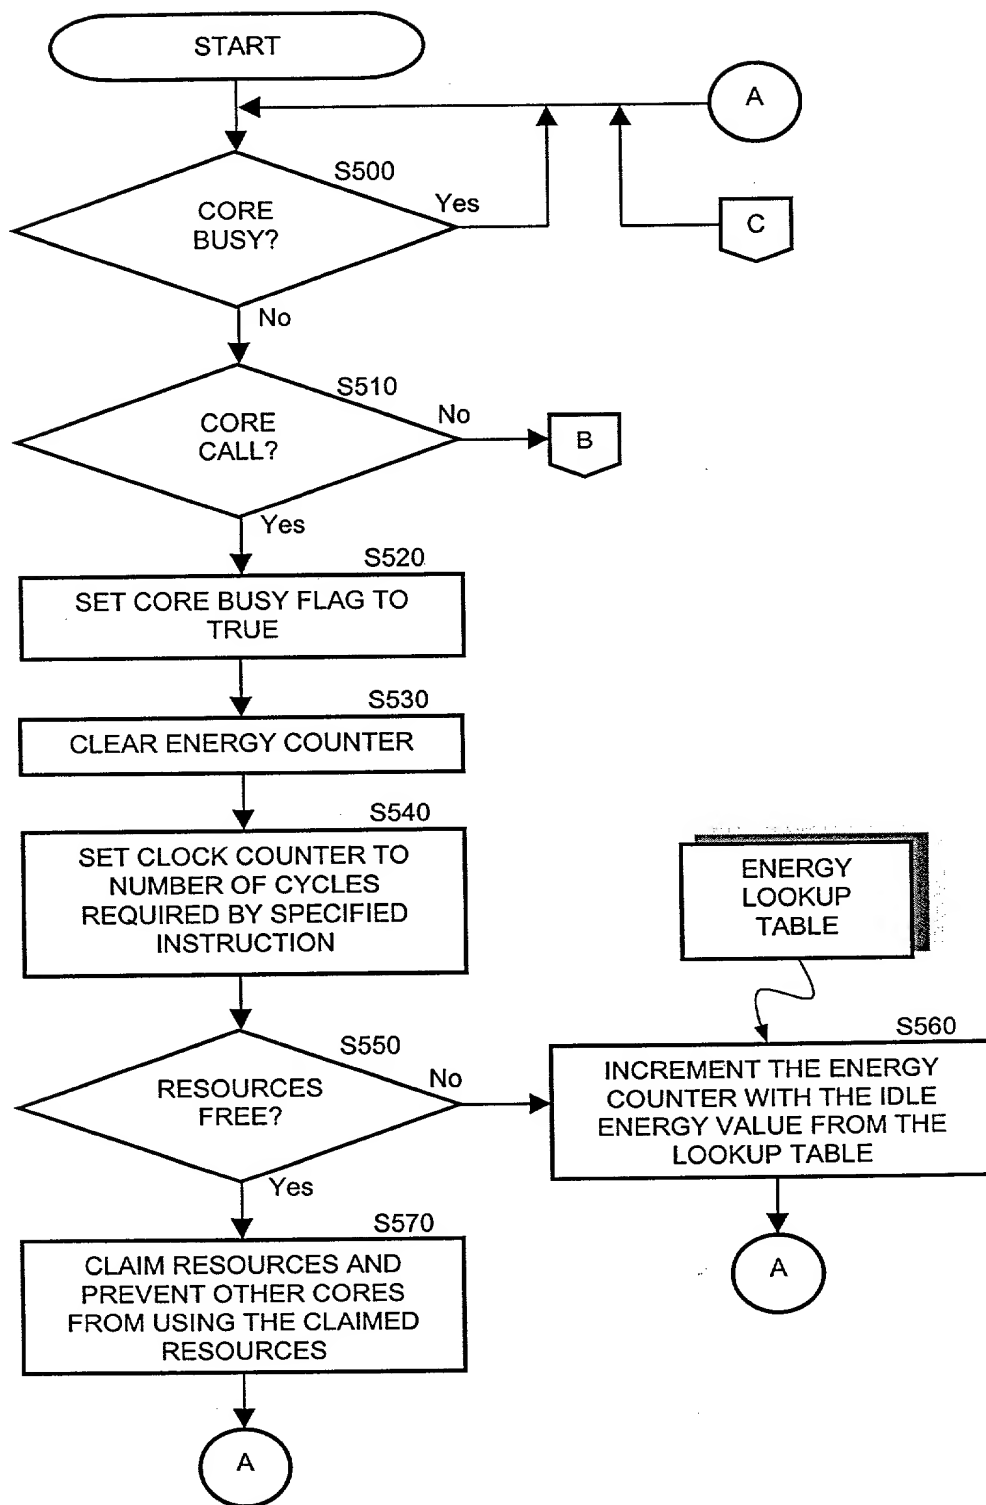 START
A
S500
Yes
CORE
BUSY?
C
No
S510
No
CORE
CALL?
B
Yes
S520
SET CORE BUSY FLAG TO
TRUE
S530
CLEAR ENERGY COUNTER
S540
SET CLOCK COUNTER TO
NUMBER OF CYCLES
REQUIRED BY SPECIFIED
INSTRUCTION
ENERGY
LOOKUP
TABLE
S550
RESOURCES
FREE?
No
S560
INCREMENT THE ENERGY
COUNTER WITH THE IDLE
ENERGY VALUE FROM THE
LOOKUP TABLE
Yes
S570
CLAIM RESOURCES AND
PREVENT OTHER CORES
FROM USING THE CLAIMED
RESOURCES
A
A